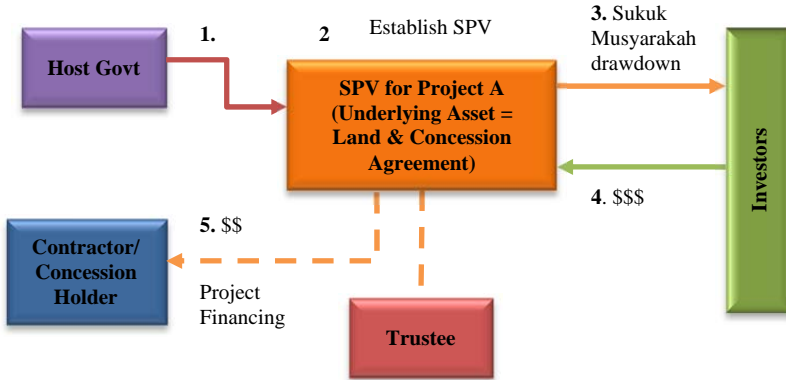 1.
2
Establish SPV
3. Sukuk
Musyarakah
drawdown
Host Govt
SPV for Project A
(Underlying Asset =
Land & Concession
Agreement)
Investors
4. $$$
5. $$
Contractor/
Concession
Holder
Project
Financing
Trustee